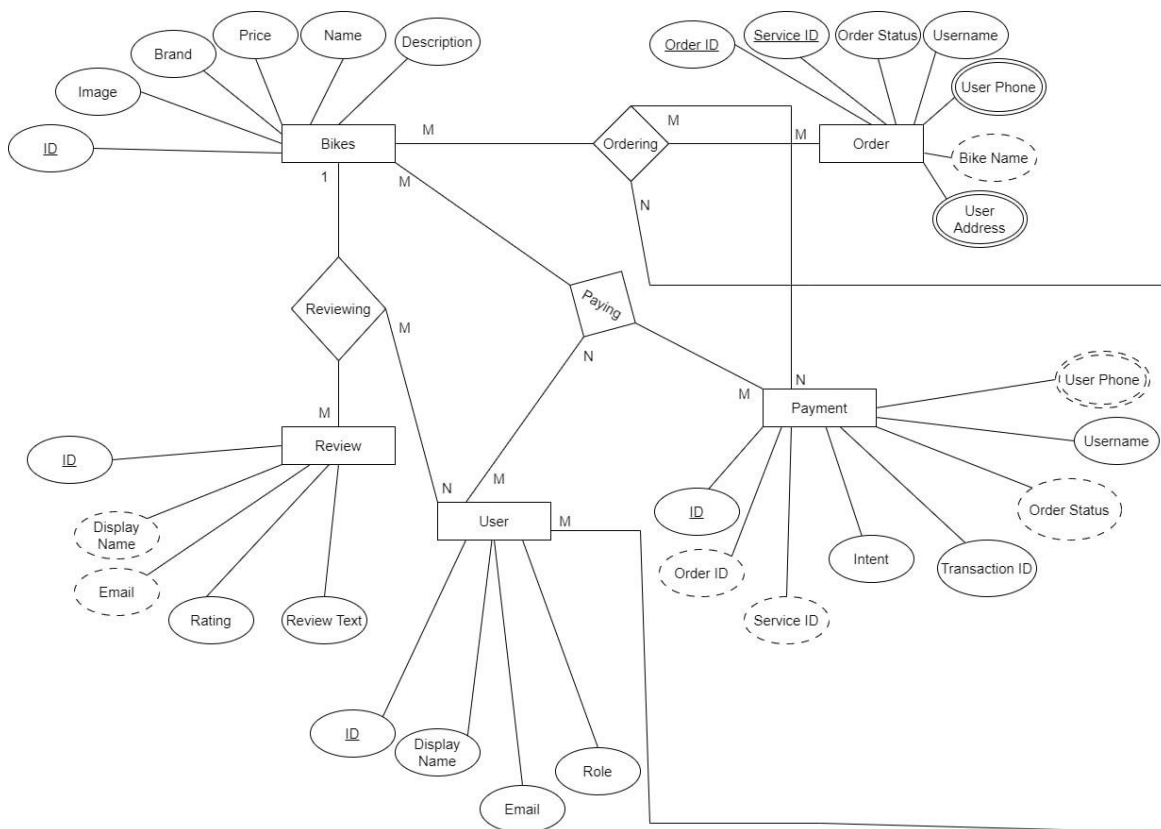 Price
Name
Description
Brand
Image
ID
Bikes
Order ID
Service ID
Order Status
Username
User Phone
Bike Name
User
Address
Order
M
Ordering
M
M
1
M
N
Reviewing
M
Paying
N
M
N
Payment
User Phone
Username
Order Status
Transaction ID
Intent
Service ID
Order ID
ID
M
Review
ID
Display
Name
Email
Rating
Review Text
N
M
User
M
ID
Display
Name
Email
Role